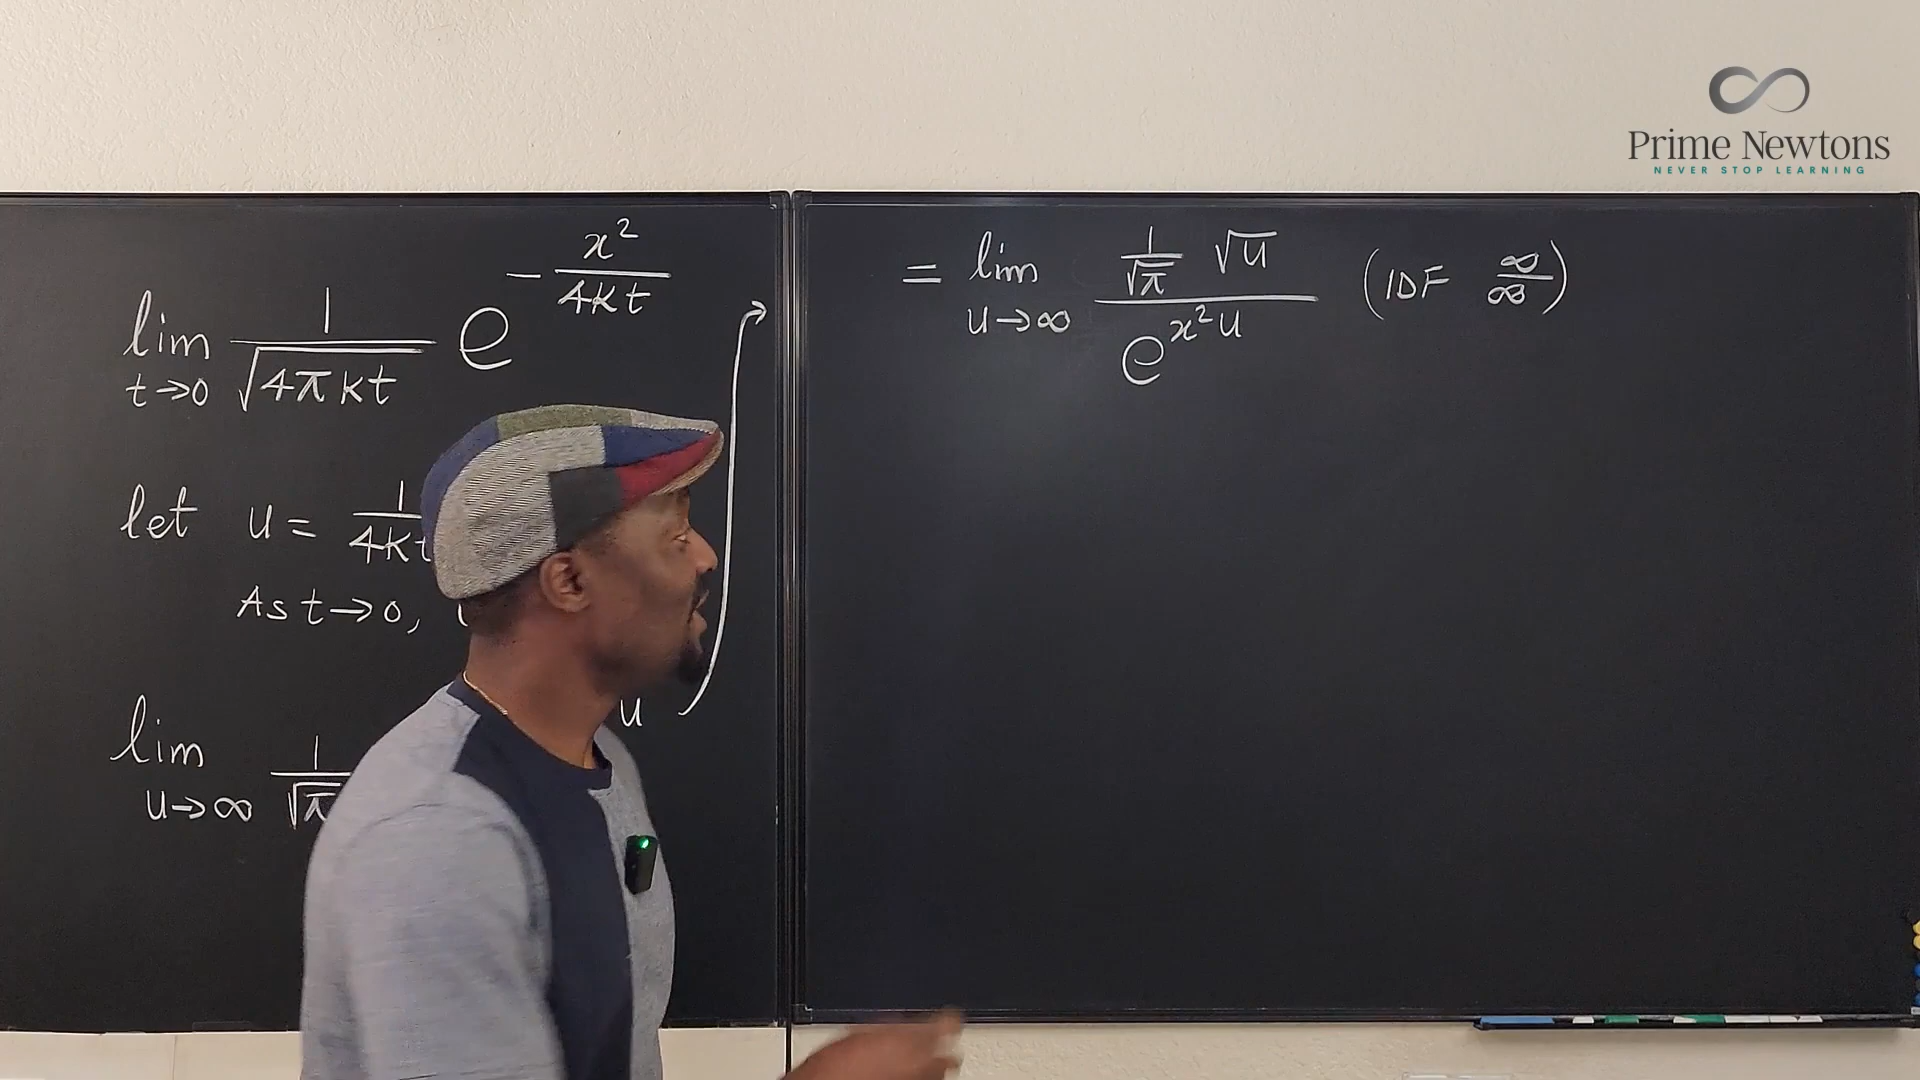 Prime Newtons
NEVER STOP LEARNING
lim t→0 1/√(4πkt) e^(-x²/4kt)
let u = 1/4kt
As t→0,
lim u→∞ 1/√π u
= lim u→∞ (1/√π √u)/e^(x²u) (IDF ∞/∞)